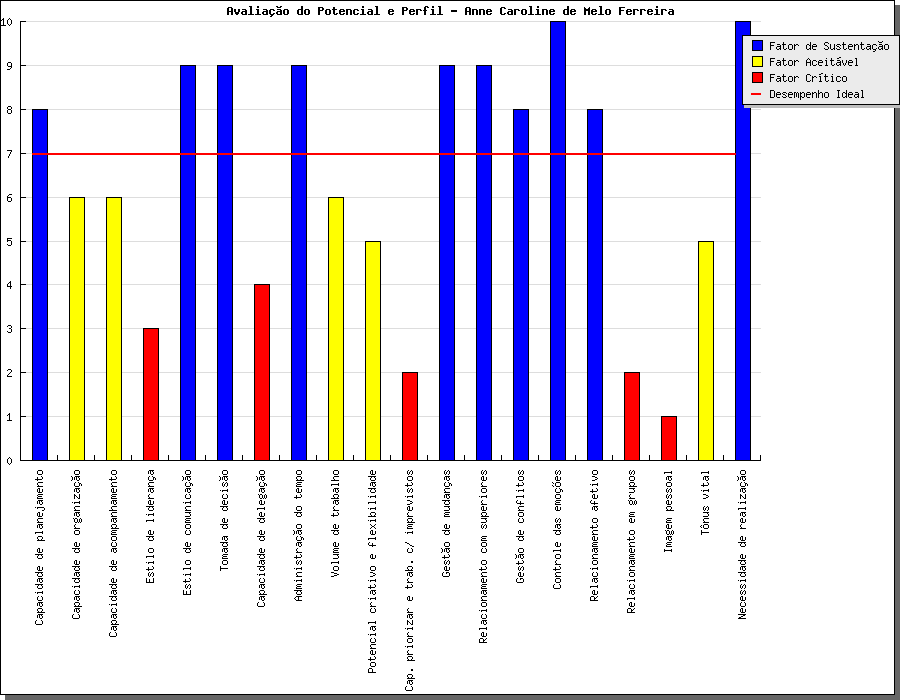 Avaliação do Potencial e Perfil - Anne Caroline de Melo Ferreira
Fator de Sustentação
Fator Aceitável
Fator Crítico
Desempenho Ideal
10
9
8
7
6
5
4
3
2
1
0
Capacidade de planejamento
Capacidade de organização
Capacidade de acompanhamento
Estilo de liderança
Estilo de comunicação
Tomada de decisão
Capacidade de delegação
Administração do tempo
Volume de trabalho
Potencial criativo e flexibilidade
Cap. priorizar e trab. c/ imprevistos
Gestão de mudanças
Relacionamento com superiores
Gestão de conflitos
Controle das emoções
Relacionamento afetivo
Relacionamento em grupos
Imagem pessoal
Tônus vital
Necessidade de realização